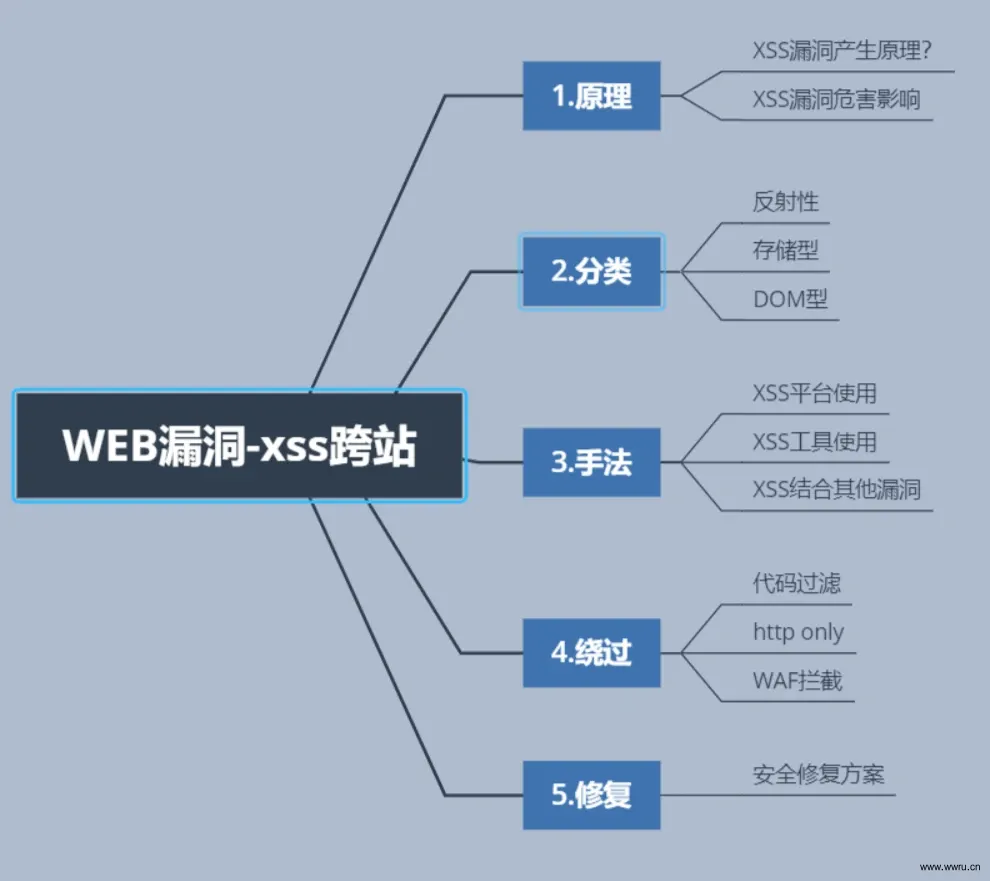 WEB漏洞-xss跨站
1.原理
XSS漏洞产生原理?
XSS漏洞危害影响
2.分类
反射性
存储型
DOM型
3.手法
XSS平台使用
XSS工具使用
XSS结合其他漏洞
4.绕过
代码过滤
http only
WAF拦截
5.修复
安全修复方案
www.wwru.cn